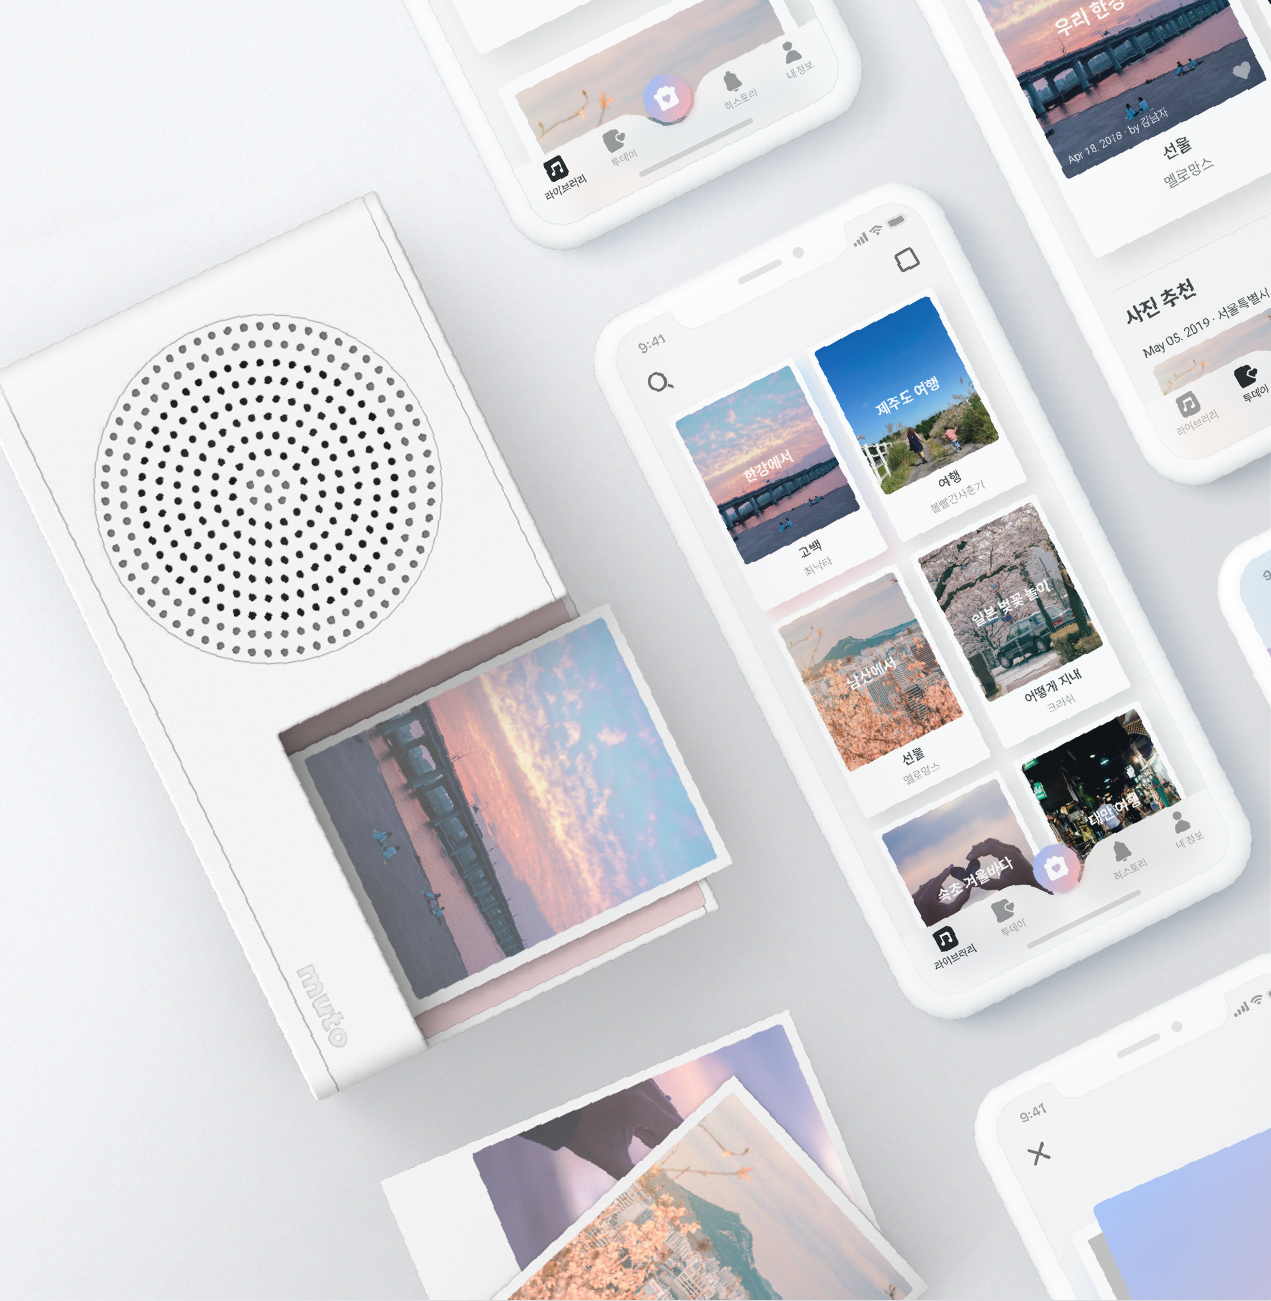 라이브러리
투데이
히스토리
내 정보
우리 한강
Apr 18. 2018 · by 김남자
선물
멜로망스
사진 추천
May 05. 2019 · 서울특별시
라이브러리
투데이
muto
9:41
한강에서
고백
최낙타
제주도 여행
여행
볼빨간사춘기
남산에서
선물
멜로망스
일본 벚꽃 놀이
어떻게 지내
크러쉬
속초 겨울바다
대만 여행
라이브러리
투데이
히스토리
내 정보
9:41